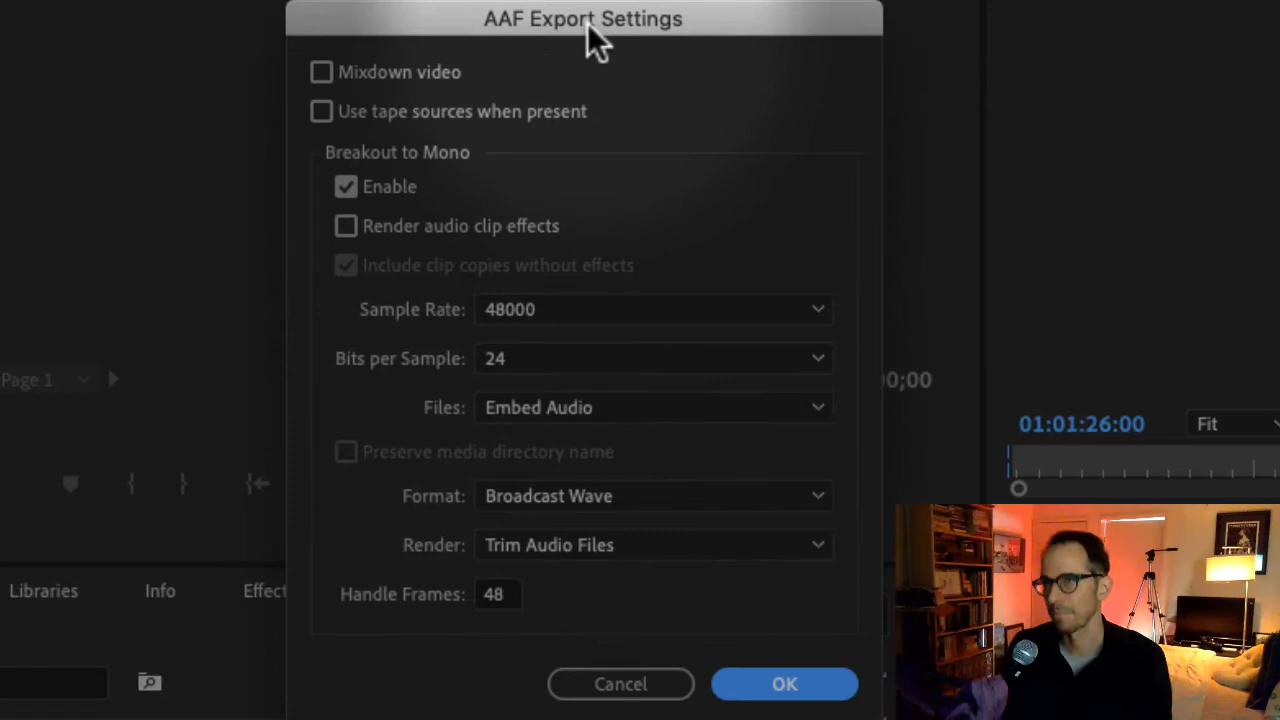 AAF Export Settings
Mixdown video
Use tape sources when present
Breakout to Mono
Enable
Render audio clip effects
Include clip copies without effects
Sample Rate: 48000
Bits per Sample: 24
Files: Embed Audio
Preserve media directory name
Format: Broadcast Wave
Render: Trim Audio Files
Handle Frames: 48
Cancel OK
Page 1
00;00
01:01:26:00 Fit
Libraries Info Effect